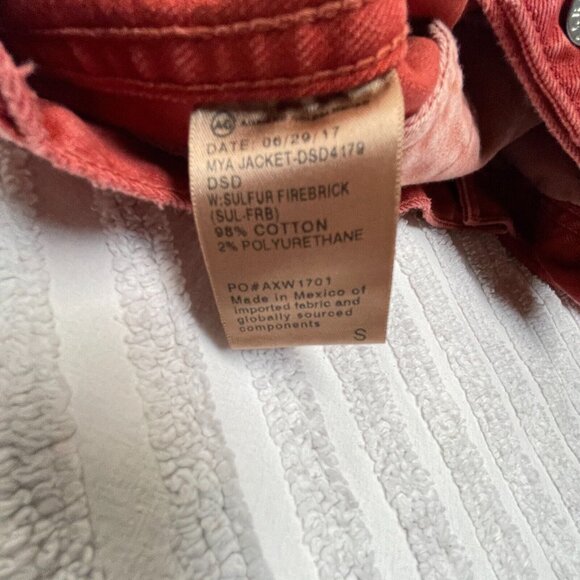 AG
DATE: 06/29/17
MYA JACKET-DSD4179
DSD
W:SULFUR FIREBRICK
(SUL-FRB)
98% COTTON
2% POLYURETHANE
PO#AXW1701
Made in Mexico of
imported fabric and
globally sourced
components
S